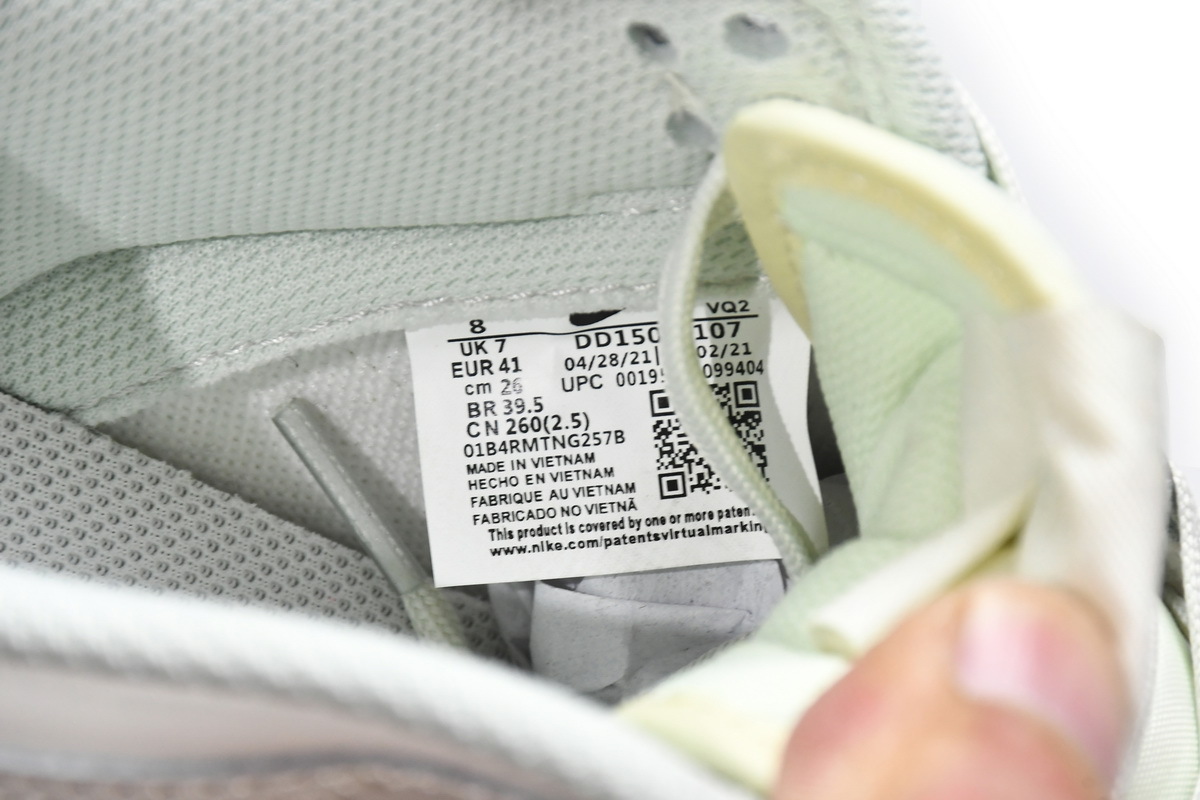 8 VQ2
UK 7 DD150 107
EUR 41 04/28/21| 02/21
cm 26 UPC 00195 099404
BR 39.5
CN 260(2.5)
01B4RMTNG257B
MADE IN VIETNAM
HECHO EN VIETNAM
FABRIQUE AU VIETNAM
FABRICADO NO VIETNÃ
This product is covered by one or more paten.
www.nike.com/patentsvirtualmarkin